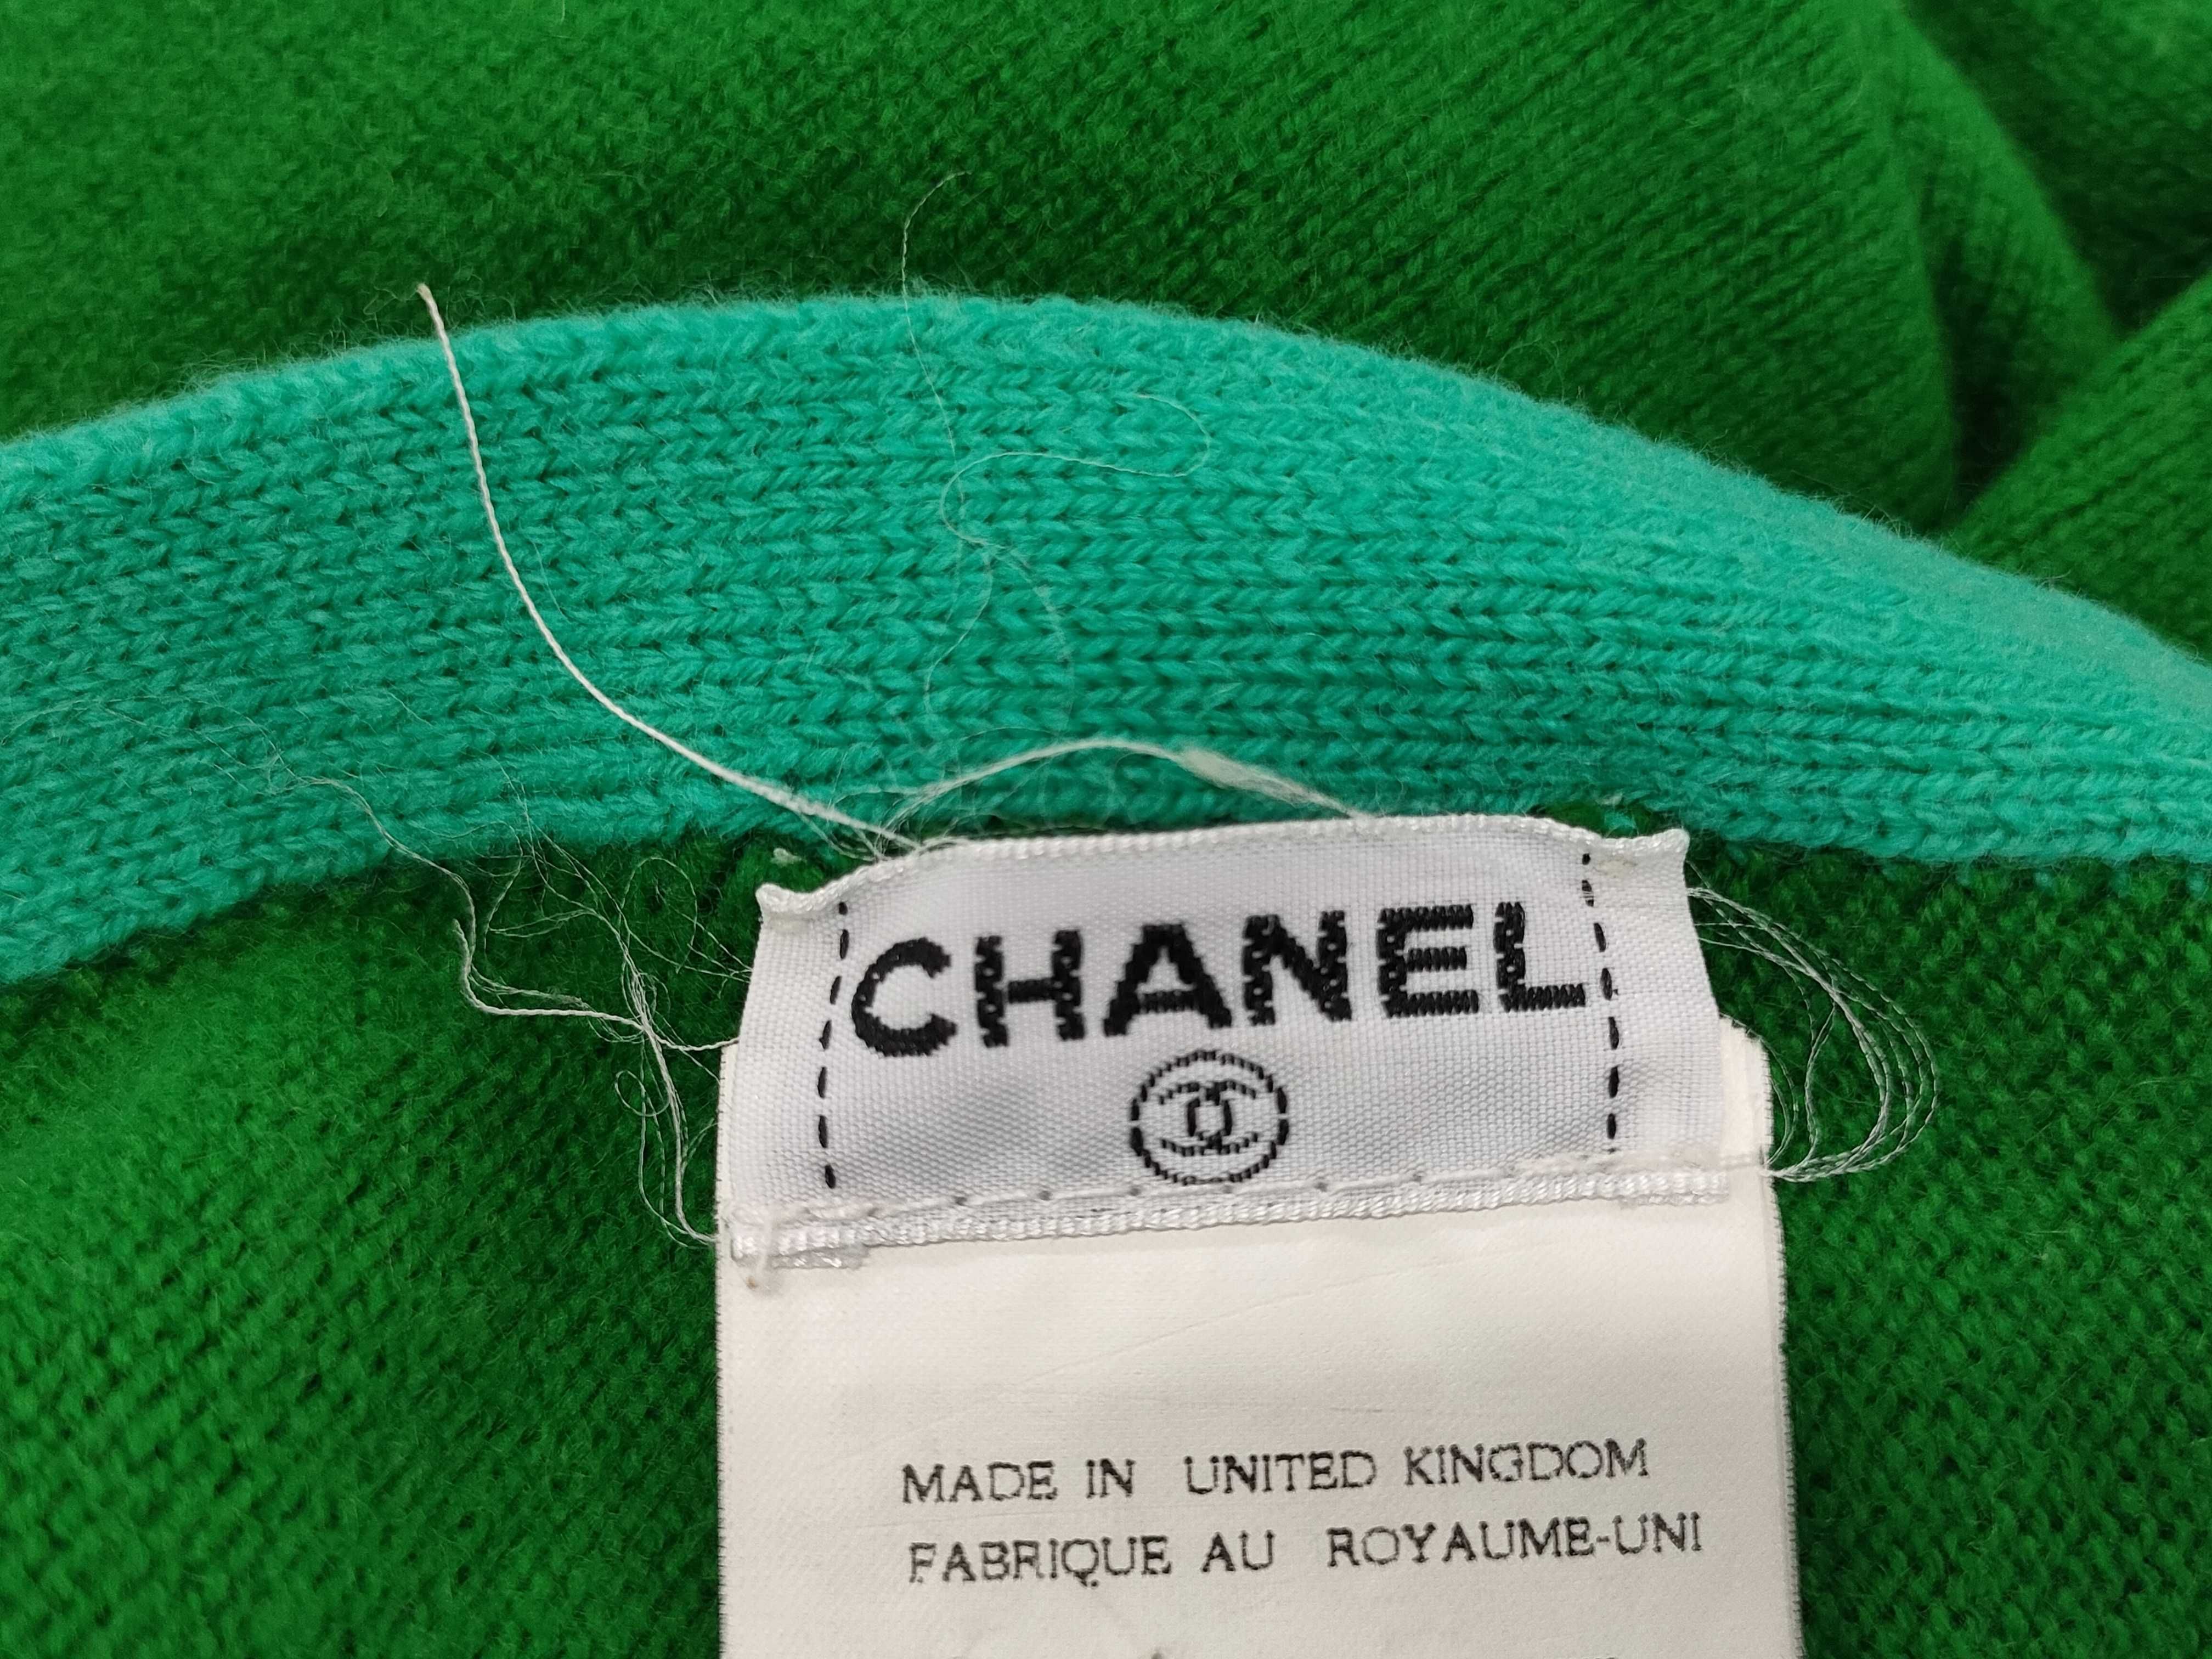 CHANEL
MADE IN UNITED KINGDOM
FABRIQUE AU ROYAUME-UNI